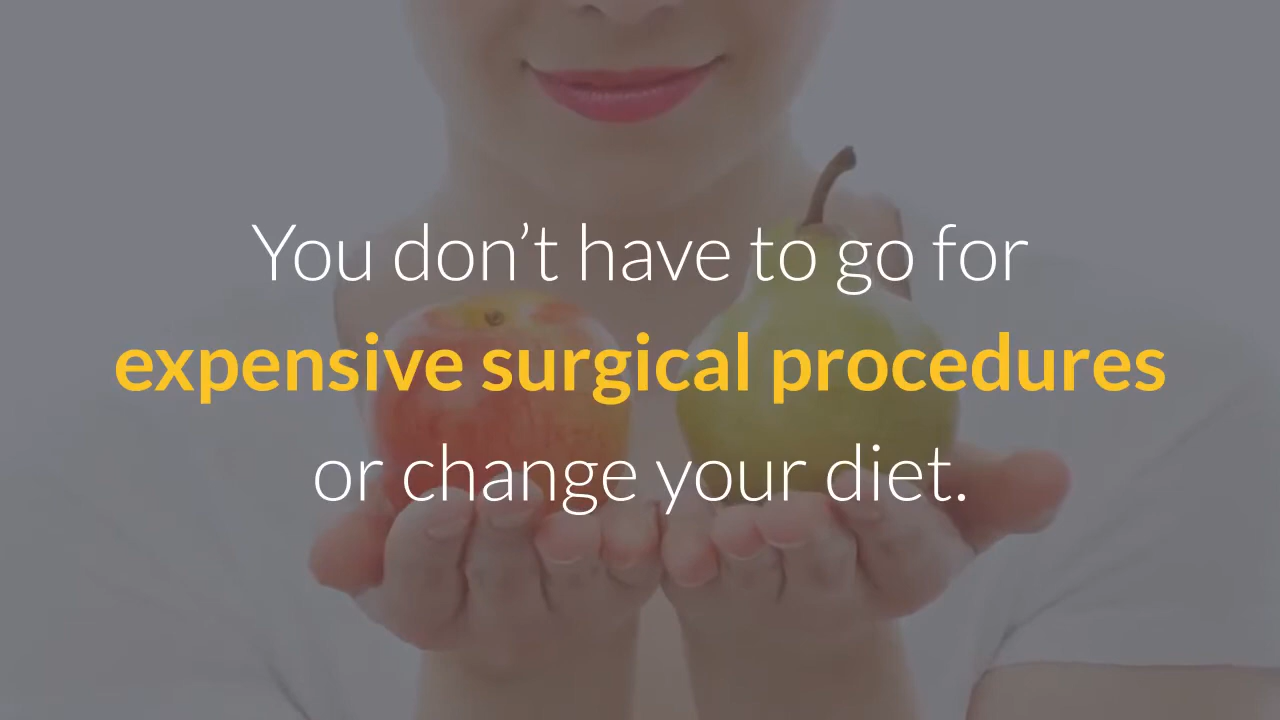 You don’t have to go for
expensive surgical procedures
or change your diet.